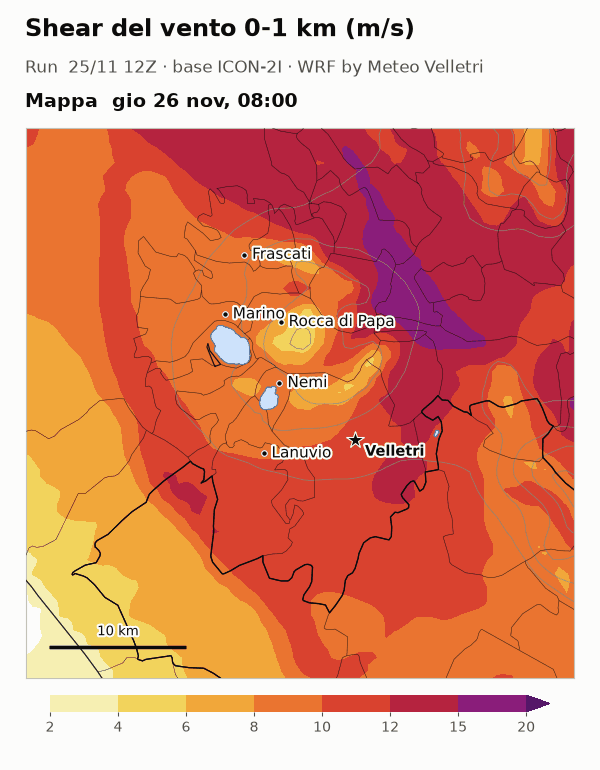 Shear del vento 0-1 km (m/s)
Run  25/11 12Z · base ICON-2I · WRF by Meteo Velletri
Mappa  gio 26 nov, 08:00
Frascati
Marino
Rocca di Papa
Nemi
Velletri
Lanuvio
10 km
2 4 6 8 10 12 15 20